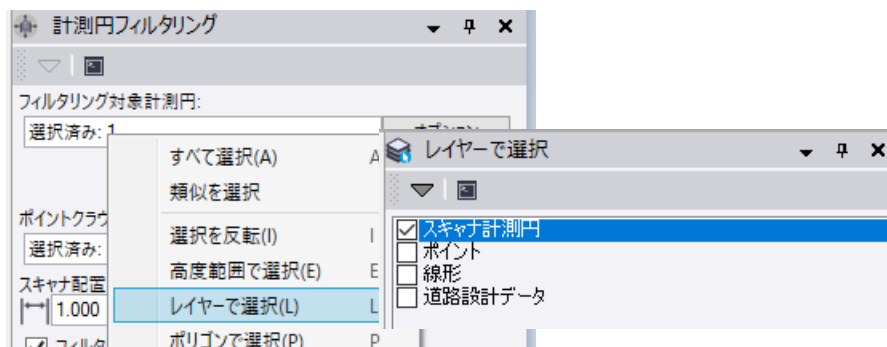 計測円フィルタリング
フィルタリング対象計測円:
選択済み: 1
すべて選択(A)
A
類似を選択
ポイントクラウ
選択を反転(I)
I
選択済み:
高度範囲で選択(E)
E
スキャナ配置
1.000
レイヤーで選択(L)
L
ポリゴンで選択(P)
P
レイヤーで選択
スキャナ計測円
ポイント
線形
道路設計データ